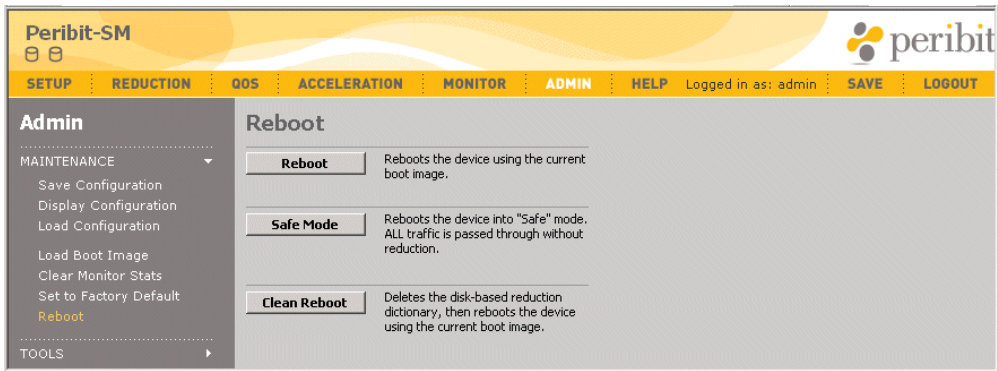 Peribit-SM
peribit
SETUP REDUCTION QOS ACCELERATION MONITOR ADMIN HELP Logged in as: admin SAVE LOGOUT
Admin
MAINTENANCE
Save Configuration
Display Configuration
Load Configuration
Load Boot Image
Clear Monitor Stats
Set to Factory Default
Reboot
TOOLS
Reboot
Reboot
Reboots the device using the current
boot image.
Safe Mode
Reboots the device into "Safe" mode.
ALL traffic is passed through without
reduction.
Clean Reboot
Deletes the disk-based reduction
dictionary, then reboots the device
using the current boot image.